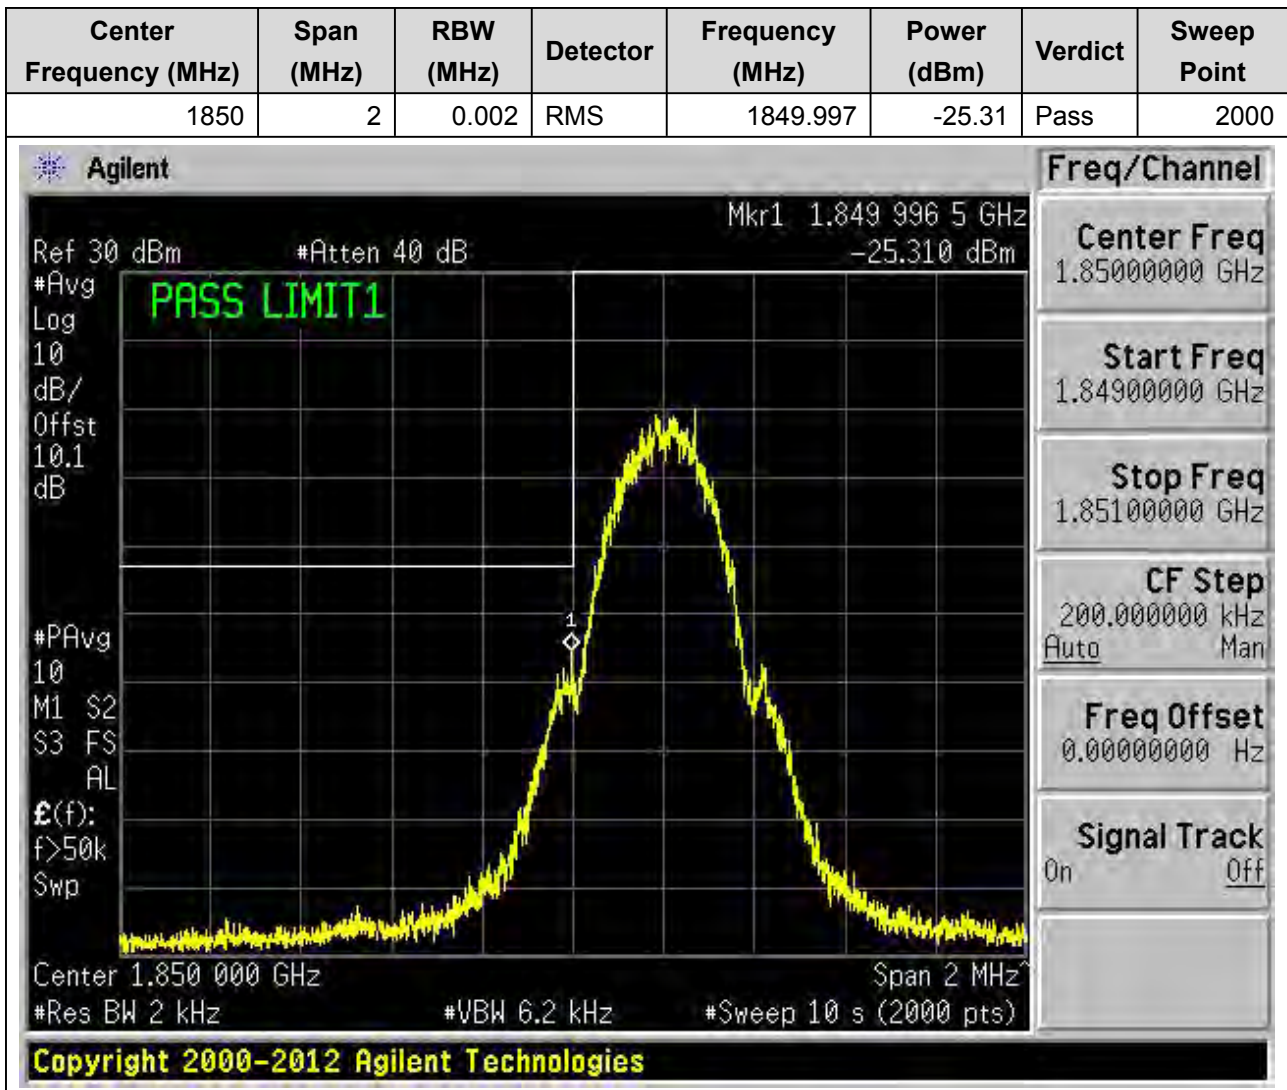 Center Frequency (MHz) Span (MHz) RBW (MHz) Detector Frequency (MHz) Power (dBm) Verdict Sweep Point
1850 2 0.002 RMS 1849.997 -25.31 Pass 2000
Agilent
Freq/Channel
Mkr1 1.849 996 5 GHz
Ref 30 dBm #Atten 40 dB -25.310 dBm
#Avg
Log
10
dB/
Offst
10.1
dB
PASS LIMIT1
1
#PAvg
10
M1 S2
S3 FS
AL
£(f):
f>50k
Swp
Center 1.850 000 GHz Span 2 MHz^
#Res BW 2 kHz #VBW 6.2 kHz #Sweep 10 s (2000 pts)
Center Freq
1.85000000 GHz
Start Freq
1.84900000 GHz
Stop Freq
1.85100000 GHz
CF Step
200.000000 kHz
Auto Man
Freq Offset
0.00000000 Hz
Signal Track
On Off
Copyright 2000-2012 Agilent Technologies